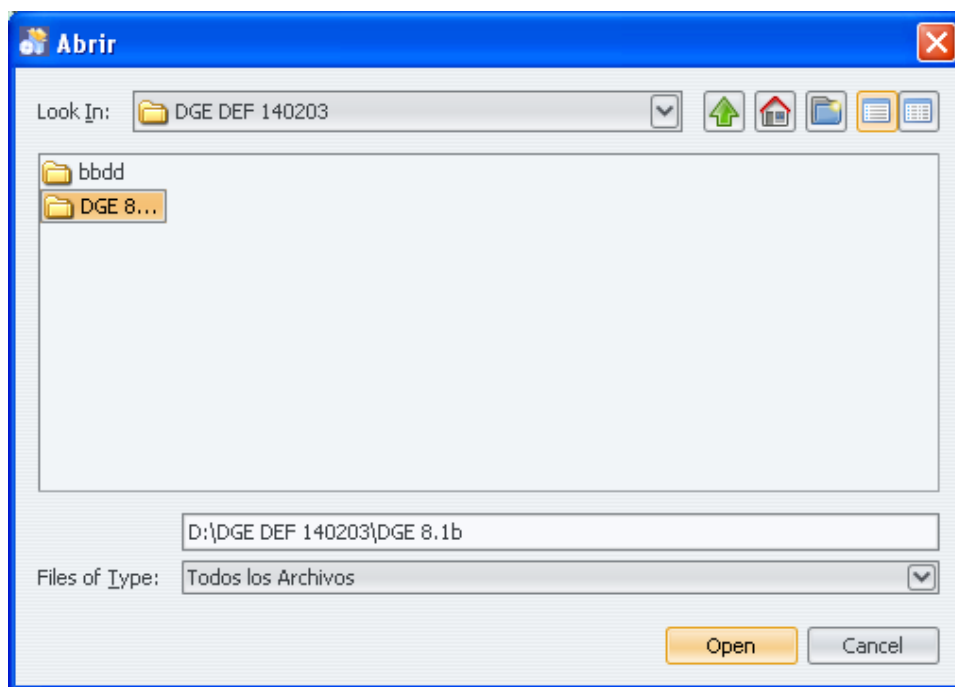 Abrir
Look In: DGE DEF 140203
bbdd
DGE 8...
D:\DGE DEF 140203\DGE 8.1b
Files of Type: Todos los Archivos
Open Cancel